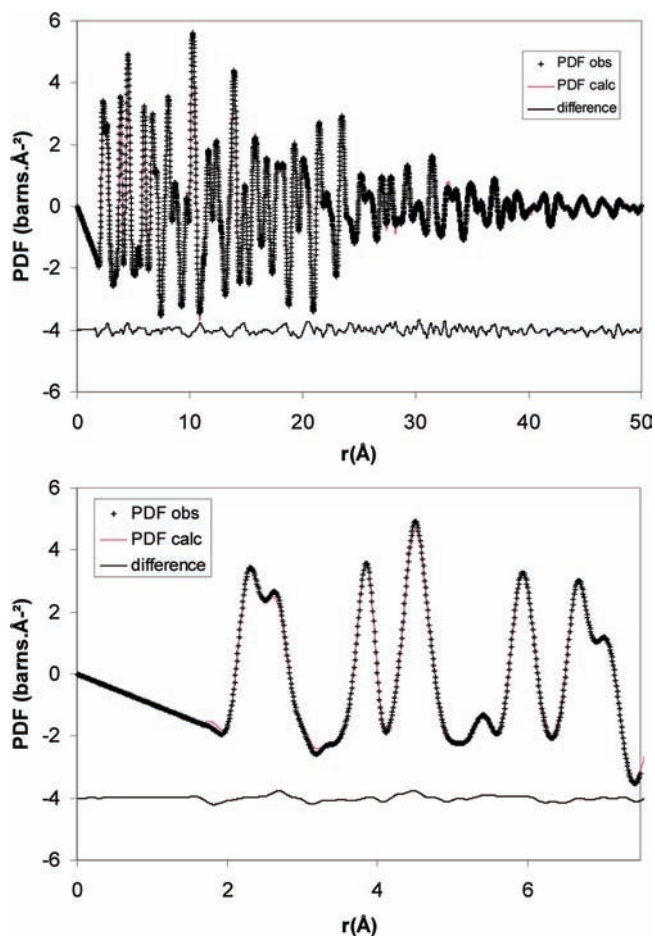 6
4
2
0
-2
-4
-6
PDF (barns.Å-²)
PDF obs
PDF calc
difference
0 10 20 30 40 50
r(Å)
6
4
2
0
-2
-4
-6
PDF (barns.Å-²)
PDF obs
PDF calc
difference
0 2 4 6
r(Å)